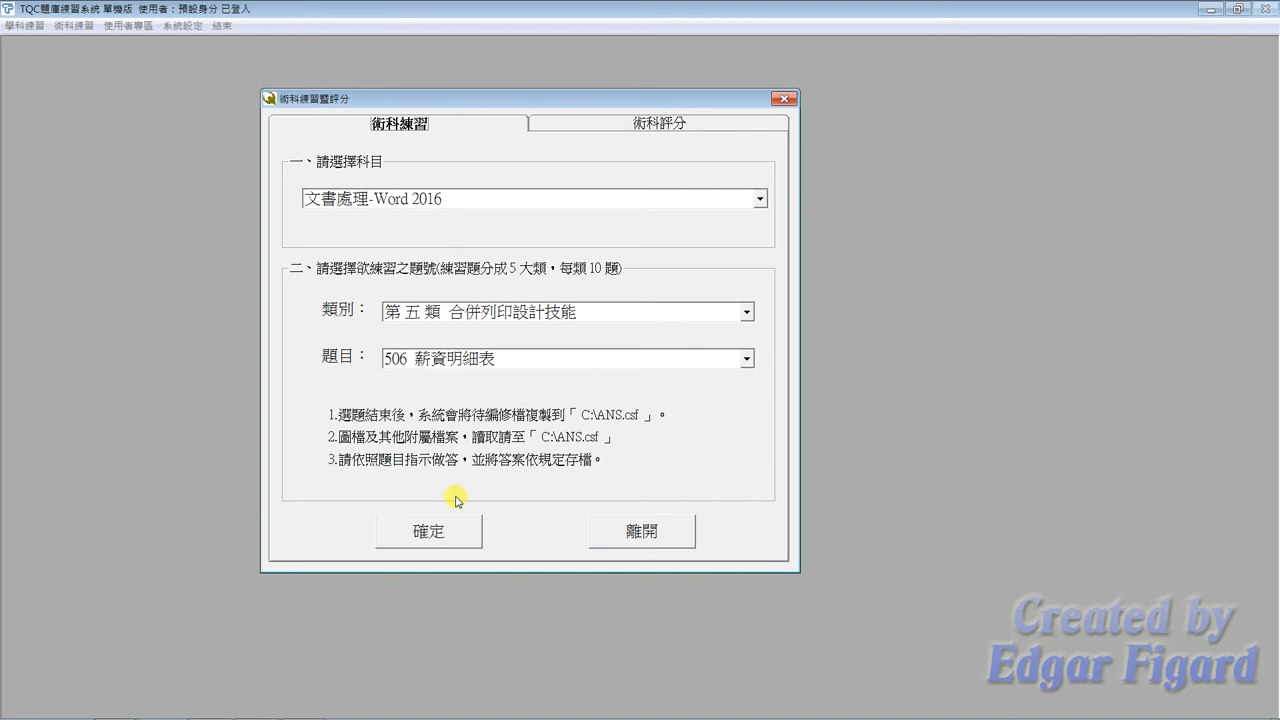 TQC題庫練習系統 單機版 使用者：預設身分 已登入
學科練習 術科練習 使用者專區 系統設定 結束
術科練習暨評分
術科練習 術科評分
一、請選擇科目
文書處理-Word 2016
二、請選擇欲練習之題號(練習題分成 5 大類，每類 10 題)
類別： 第 五 類 合併列印設計技能
題目： 506 薪資明細表
1.選題結束後，系統會將待編修檔複製到「 C:\ANS.csf 」。
2.圖檔及其他附屬檔案，讀取請至「 C:\ANS.csf 」
3.請依照題目指示做答，並將答案依規定存檔。
確定 離開
Created by
Edgar Figard